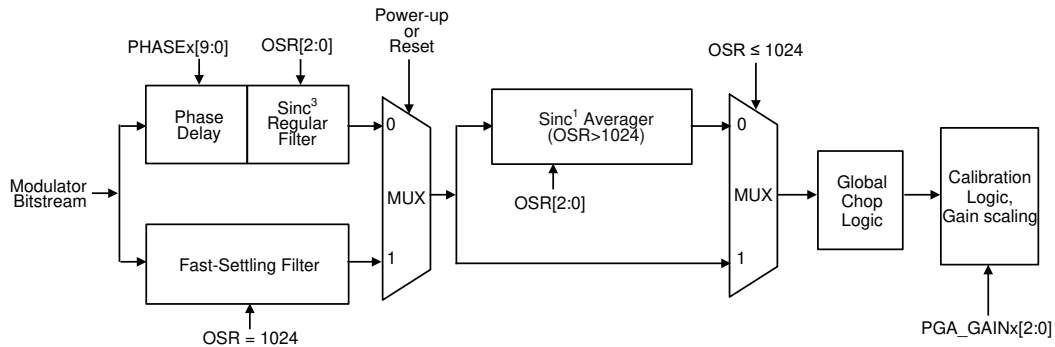 Power-up
or
Reset
PHASEx[9:0]
OSR[2:0]
OSR ≤ 1024
Phase
Delay
Sinc³
Regular
Filter
0
Sinc¹ Averager
(OSR>1024)
0
Modulator
Bitstream
MUX
OSR[2:0]
MUX
Global
Chop
Logic
Calibration
Logic,
Gain scaling
Fast-Settling Filter
1
1
OSR = 1024
PGA_GAINx[2:0]